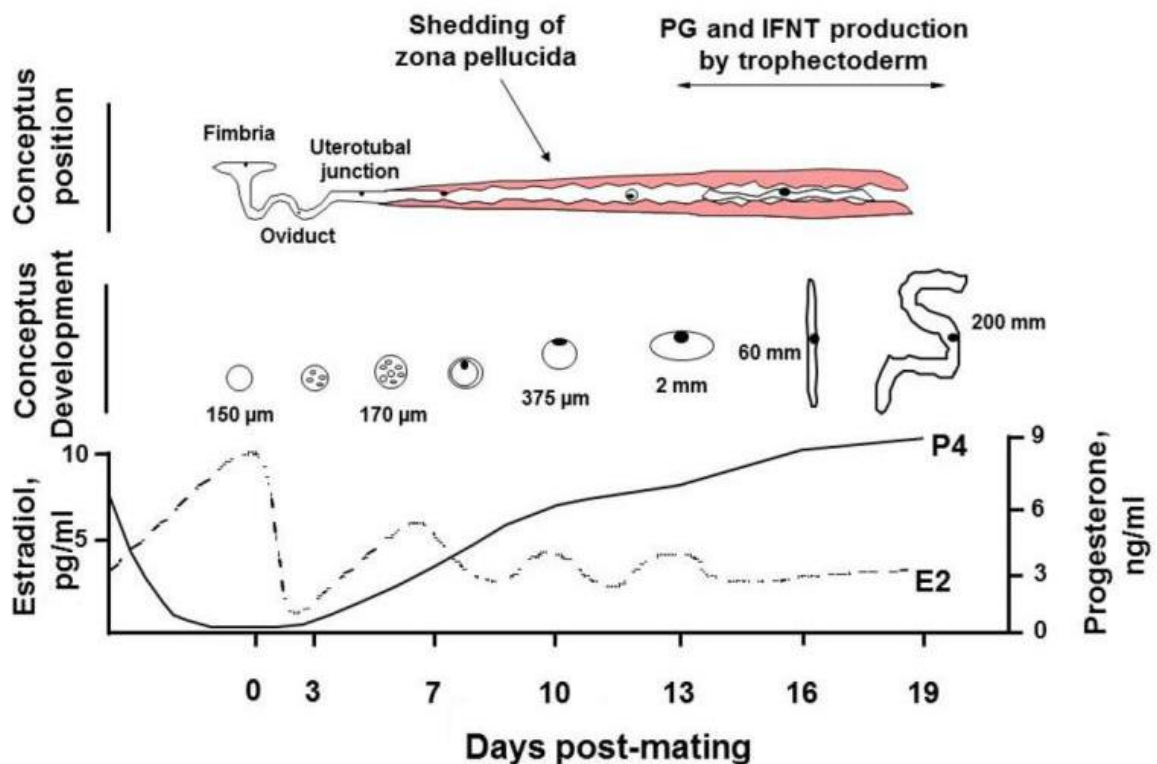 Shedding of
zona pellucida
PG and IFNT production
by trophectoderm
Conceptus
position
Fimbria
Uterotubal
junction
Oviduct
Conceptus
Development
150 µm
170 µm
375 µm
2 mm
60 mm
200 mm
Estradiol,
pg/ml
10
5
P4
E2
9
6
3
0
Progesterone,
ng/ml
0 3 7 10 13 16 19
Days post-mating